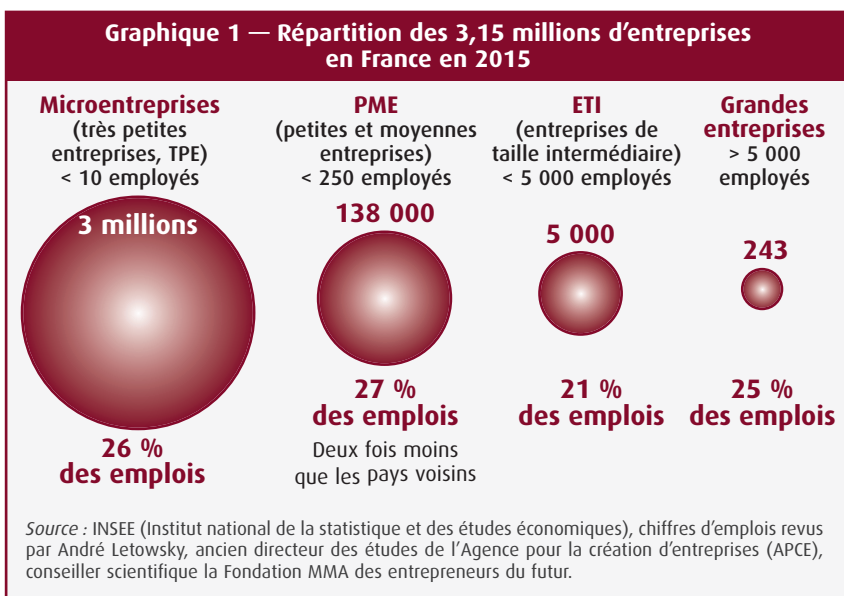 Graphique 1 — Répartition des 3,15 millions d'entreprises
en France en 2015
Microentreprises
(très petites
entreprises, TPE)
< 10 employés
3 millions
26 %
des emplois
PME
(petites et moyennes
entreprises)
< 250 employés
138 000
27 %
des emplois
Deux fois moins
que les pays voisins
ETI
(entreprises de
taille intermédiaire)
< 5 000 employés
5 000
21 %
des emplois
Grandes
entreprises
> 5 000
employés
243
25 %
des emplois
Source : INSEE (Institut national de la statistique et des études économiques), chiffres d'emplois revus
par André Letowsky, ancien directeur des études de l'Agence pour la création d'entreprises (APCE),
conseiller scientifique la Fondation MMA des entrepreneurs du futur.